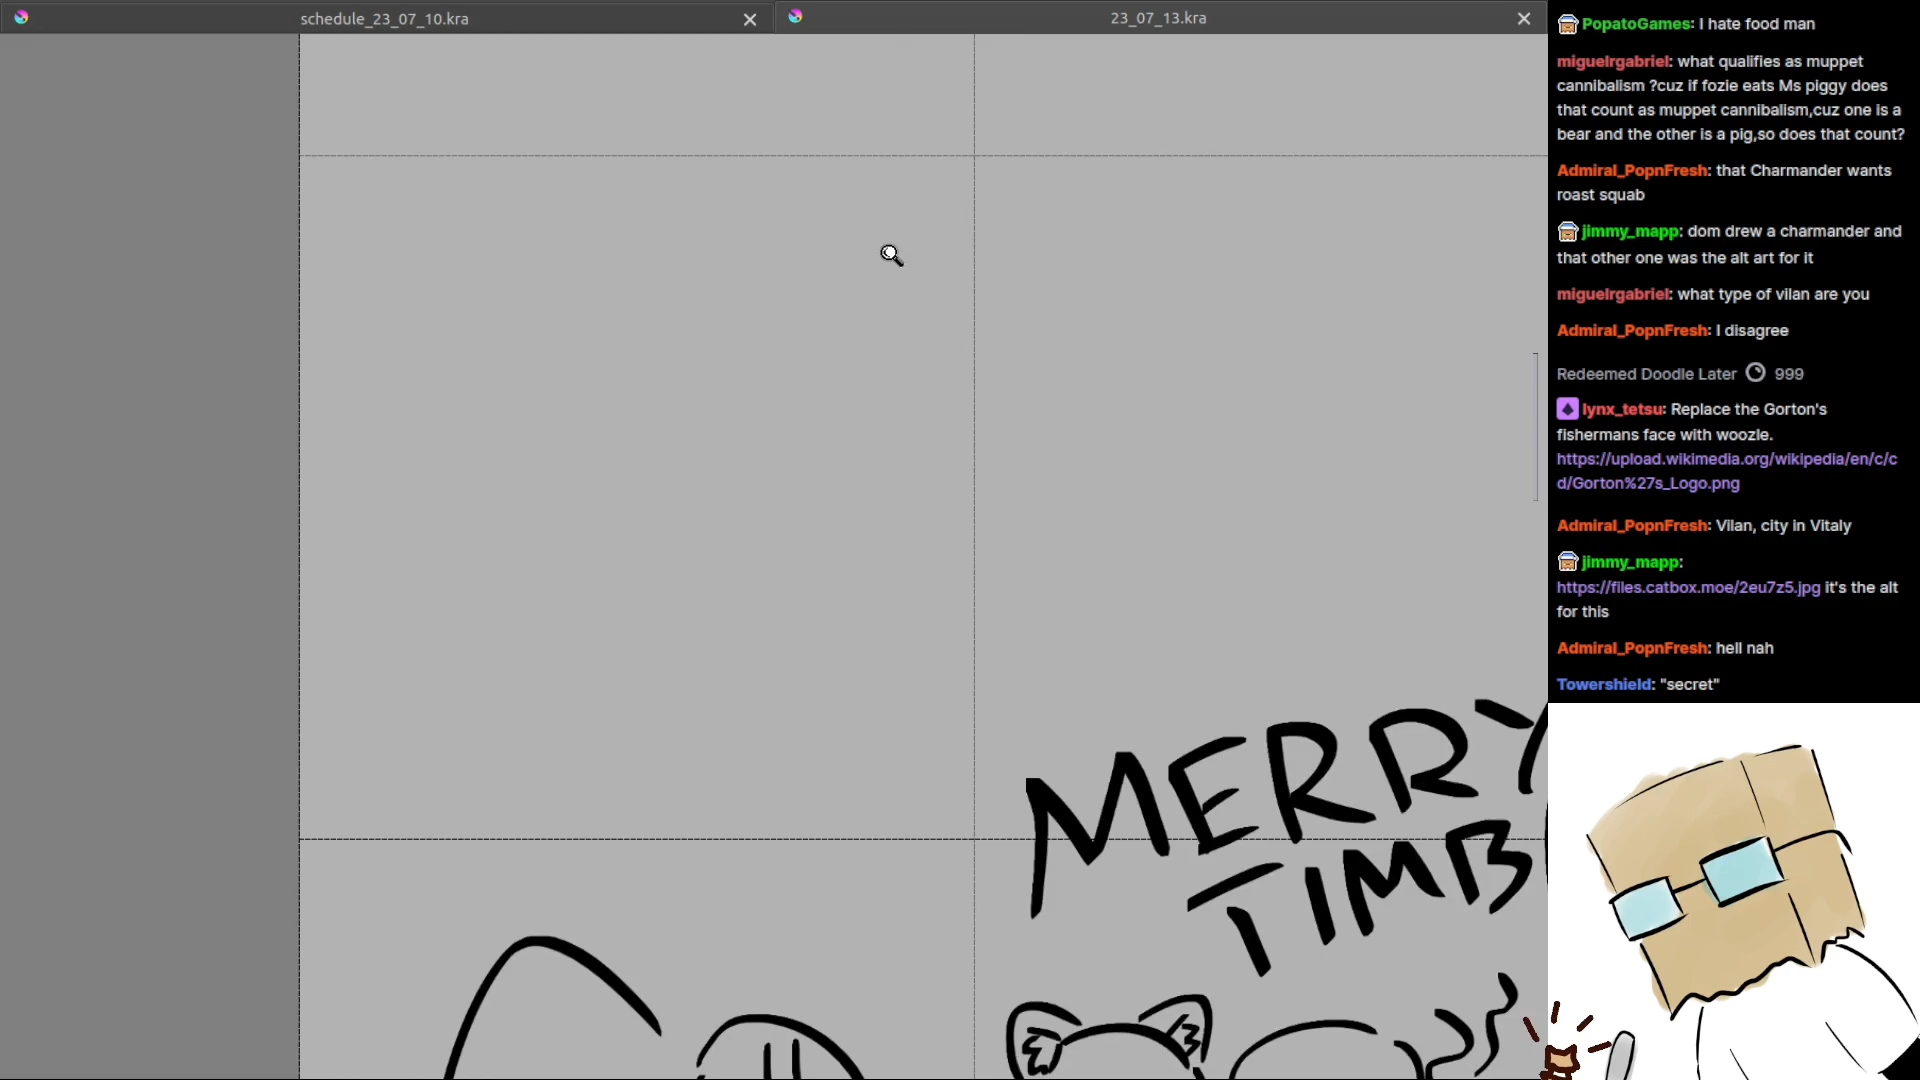 schedule_23_07_10.kra
23_07_13.kra
MERRY
TIMB
PopatoGames: I hate food man
miguelrgabriel: what qualifies as muppet
cannibalism ?cuz if fozie eats Ms piggy does
that count as muppet cannibalism,cuz one is a
bear and the other is a pig,so does that count?
Admiral_PopnFresh: that Charmander wants
roast squab
jimmy_mapp: dom drew a charmander and
that other one was the alt art for it
miguelrgabriel: what type of vilan are you
Admiral_PopnFresh: I disagree
Redeemed Doodle Later 999
lynx_tetsu: Replace the Gorton's
fishermans face with woozle.
https://upload.wikimedia.org/wikipedia/en/c/c
d/Gorton%27s_Logo.png
Admiral_PopnFresh: Vilan, city in Vitaly
jimmy_mapp:
https://files.catbox.moe/2eu7z5.jpg it's the alt
for this
Admiral_PopnFresh: hell nah
Towershield: "secret"